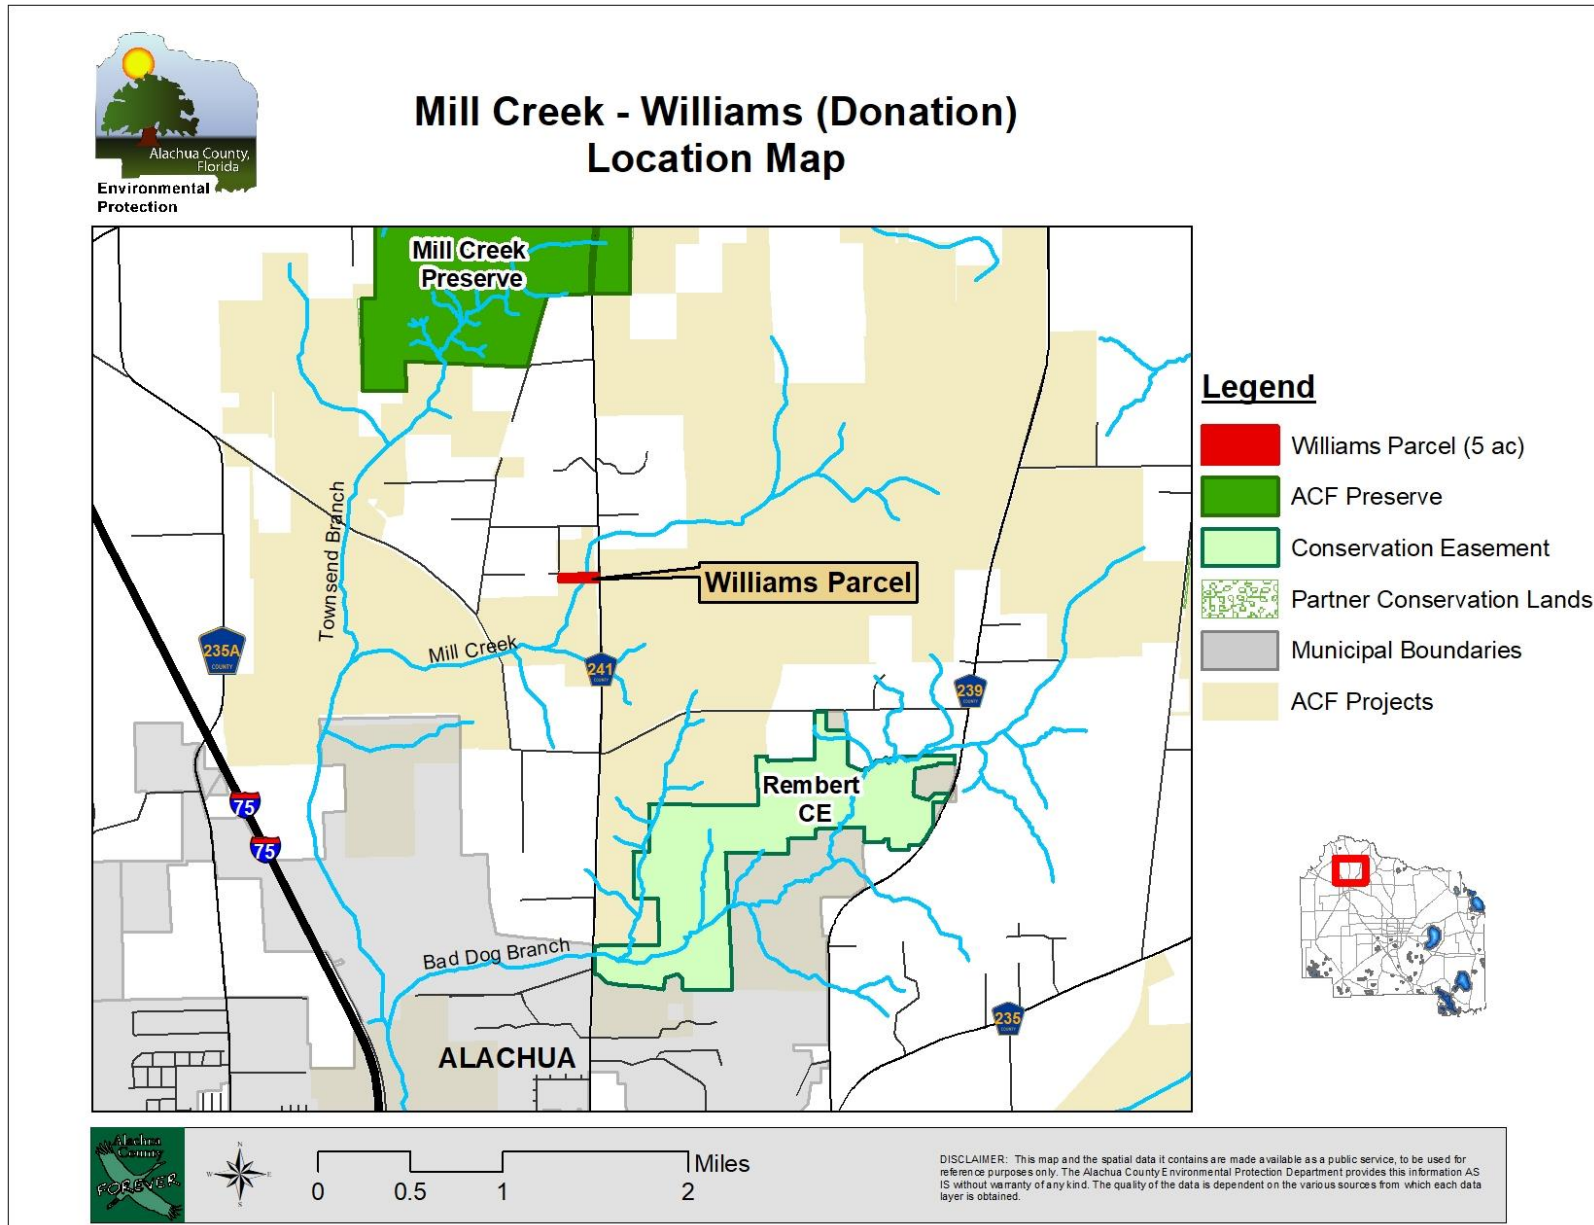 Alachua County,
Florida
Environmental
Protection
Mill Creek - Williams (Donation)
Location Map
Mill Creek
Preserve
Townsend Branch
Williams Parcel
Mill Creek
235A
COUNTY
241
COUNTY
239
COUNTY
Rembert
CE
75
75
Bad Dog Branch
235
COUNTY
ALACHUA
Legend
Williams Parcel (5 ac)
ACF Preserve
Conservation Easement
Partner Conservation Lands
Municipal Boundaries
ACF Projects
Alachua
County
FOREVER
N
W
E
S
Miles
0
0.5
1
2
DISCLAIMER: This map and the spatial data it contains are made available as a public service, to be used for
reference purposes only. The Alachua County Environmental Protection Department provides this information AS
IS without warranty of any kind. The quality of the data is dependent on the various sources from which each data
layer is obtained.